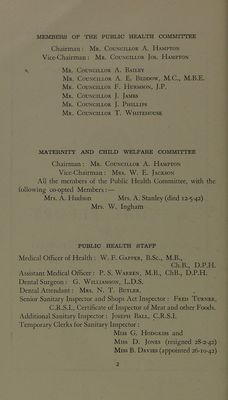 MEMBERS OF THE PUBLIC HEALTH COMMITTEE
Chairman: Mr. Councillor A. Hampton
Vice-Chairman: Mr. Councillor Jos. Hampton
Mr. Councillor A. Bailey
Mr. Councillor A. E. Beddow, M.C., M.B.E.
Mr. Councillor F. Hermon, J.P.
Mr. Councillor J. James
Mr. Councillor J. Phillips
Mr. Councillor T. Whitehouse
MATERNITY AND CHILD WELFARE COMMITTEE
Chairman: Mr. Councillor A. Hampton
Vice-Chairman: Mrs. W. E. Jackson
All the members of the Public Health Committee, with the
following co-opted Members:—
Mrs. A. Hudson Mrs. A. Stanley (died 12-5-42)
Mrs. W. Ingham
PUBLIC HEALTH STAFF
Medical Officer of Health: W. F. Gapper, B.Sc., M.B.,
Ch.B., D.P.H.
Assistant Medical Officer: P. S. Warren, M.B., ChB., D.P.H.
Dental Surgeon: G. Williamson, L.D.S.
Dental Attendant: Mrs. N. T. Butler.
Senior Sanitary Inspector and Shops Act Inspector: Fred Turner,
C.R.S.I., Certificate of Inspector of Meat and other Foods.
Additional Sanitary Inspector: Joseph Ball, C.R.S.I.
Temporary Clerks for Sanitary Inspector:
Miss G. Hodgkiss and
Miss D. Jones (resigned 28-2-42)
Miss B. Davies (appointed 26-10-42)
2